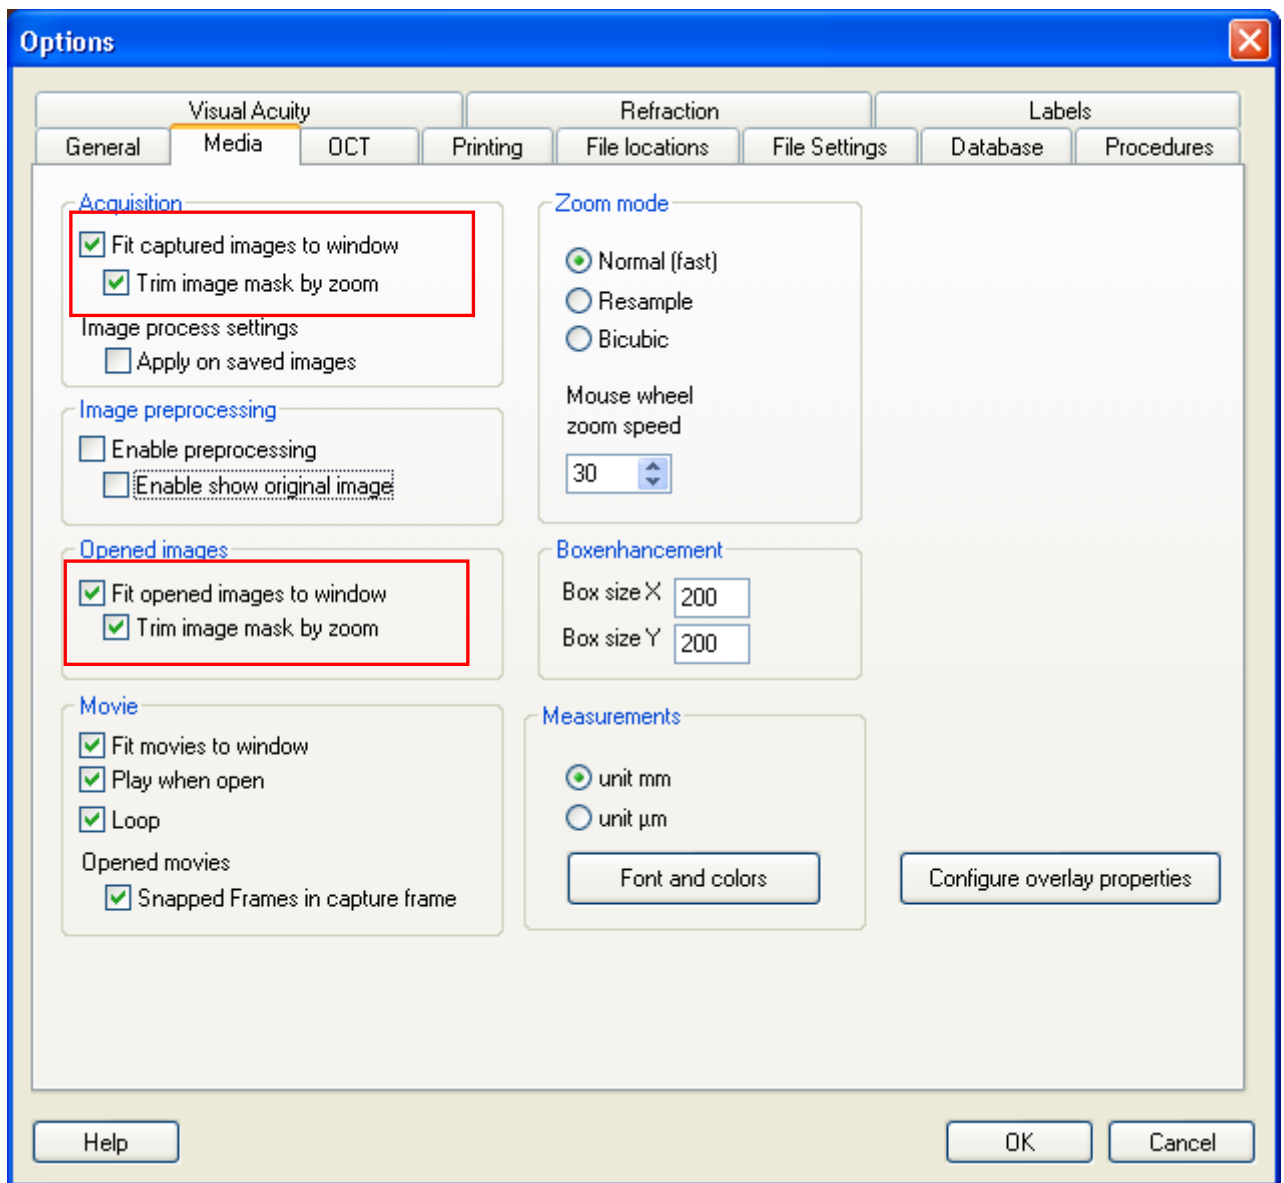 Options
Visual Acuity
Refraction
Labels
General
Media
OCT
Printing
File locations
File Settings
Database
Procedures
Acquisition
Fit captured images to window
Trim image mask by zoom
Image process settings
Apply on saved images
Image preprocessing
Enable preprocessing
Enable show original image
Opened images
Fit opened images to window
Trim image mask by zoom
Movie
Fit movies to window
Play when open
Loop
Opened movies
Snapped Frames in capture frame
Zoom mode
Normal (fast)
Resample
Bicubic
Mouse wheel
zoom speed
30
Boxenhancement
Box size X 200
Box size Y 200
Measurements
unit mm
unit µm
Font and colors
Configure overlay properties
Help
OK
Cancel